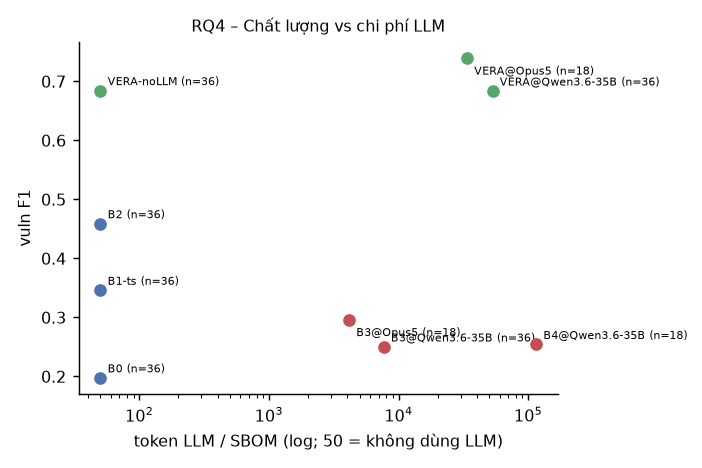 RQ4 – Chất lượng vs chi phí LLM
vuln F1
0.7
0.6
0.5
0.4
0.3
0.2
VERA-noLLM (n=36)
VERA@Opus5 (n=18)
VERA@Qwen3.6-35B (n=36)
B2 (n=36)
B1-ts (n=36)
B3@Opus5 (n=18)
B3@Qwen3.6-35B (n=36)
B4@Qwen3.6-35B (n=18)
B0 (n=36)
10² 10³ 10⁴ 10⁵
token LLM / SBOM (log; 50 = không dùng LLM)